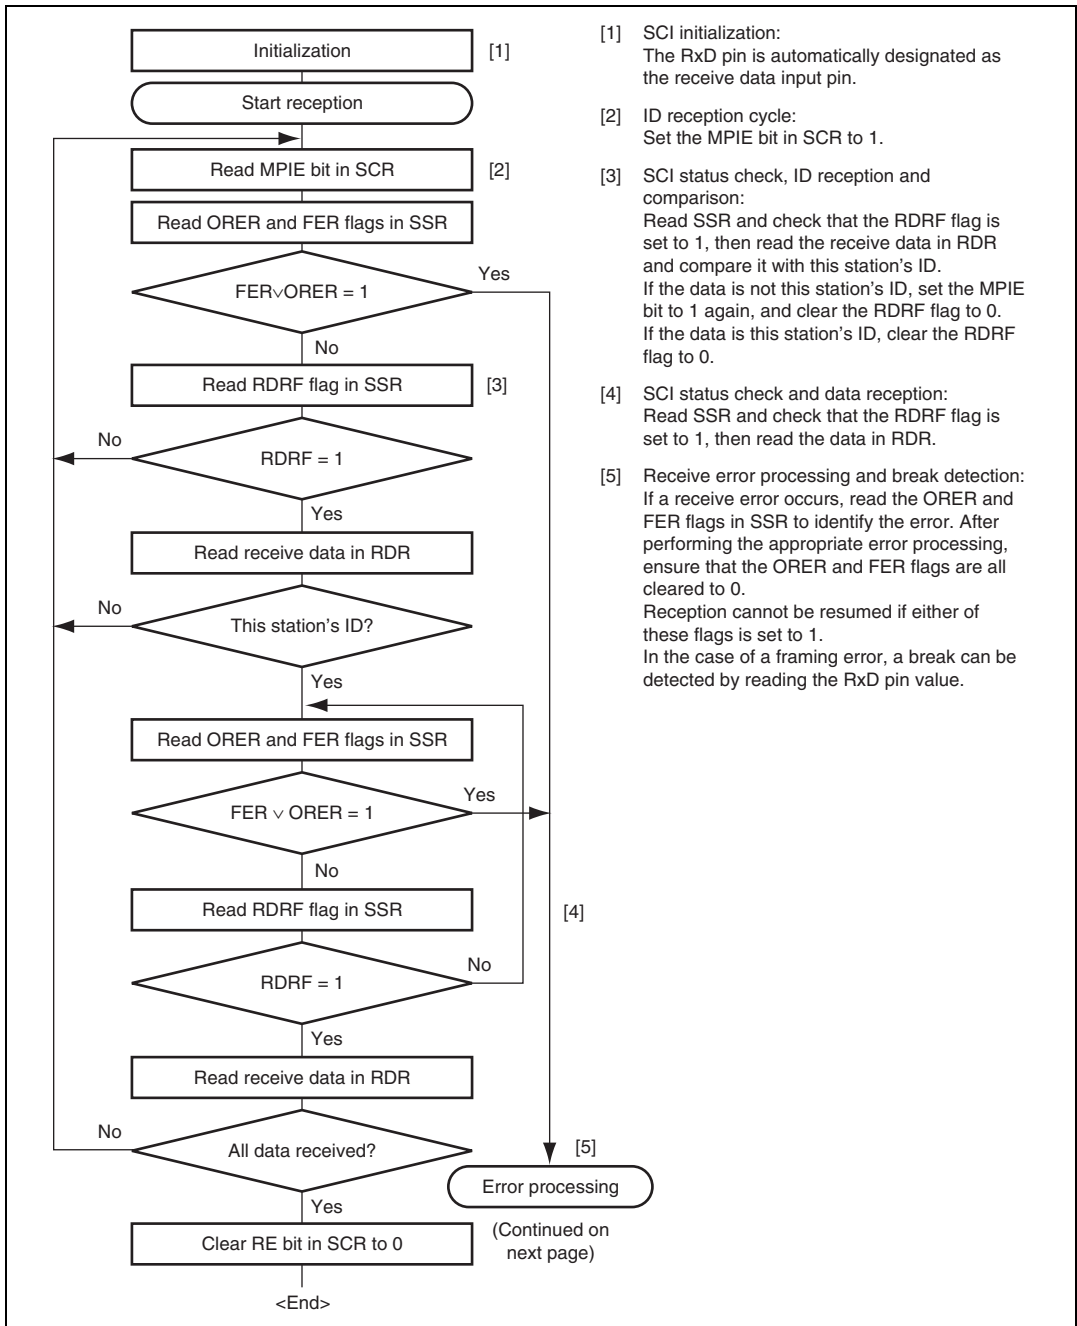 Initialization
[1]
Start reception
Read MPIE bit in SCR
[2]
Read ORER and FER flags in SSR
FER∨ORER = 1
Yes
No
Read RDRF flag in SSR
[3]
RDRF = 1
No
Yes
Read receive data in RDR
This station's ID?
No
Yes
Read ORER and FER flags in SSR
FER ∨ ORER = 1
Yes
No
Read RDRF flag in SSR
[4]
RDRF = 1
No
Yes
Read receive data in RDR
All data received?
No
Yes
[5]
Error processing
(Continued on
next page)
Clear RE bit in SCR to 0
<End>
[1] SCI initialization:
The RxD pin is automatically designated as
the receive data input pin.
[2] ID reception cycle:
Set the MPIE bit in SCR to 1.
[3] SCI status check, ID reception and
comparison:
Read SSR and check that the RDRF flag is
set to 1, then read the receive data in RDR
and compare it with this station's ID.
If the data is not this station's ID, set the MPIE
bit to 1 again, and clear the RDRF flag to 0.
If the data is this station's ID, clear the RDRF
flag to 0.
[4] SCI status check and data reception:
Read SSR and check that the RDRF flag is
set to 1, then read the data in RDR.
[5] Receive error processing and break detection:
If a receive error occurs, read the ORER and
FER flags in SSR to identify the error. After
performing the appropriate error processing,
ensure that the ORER and FER flags are all
cleared to 0.
Reception cannot be resumed if either of
these flags is set to 1.
In the case of a framing error, a break can be
detected by reading the RxD pin value.